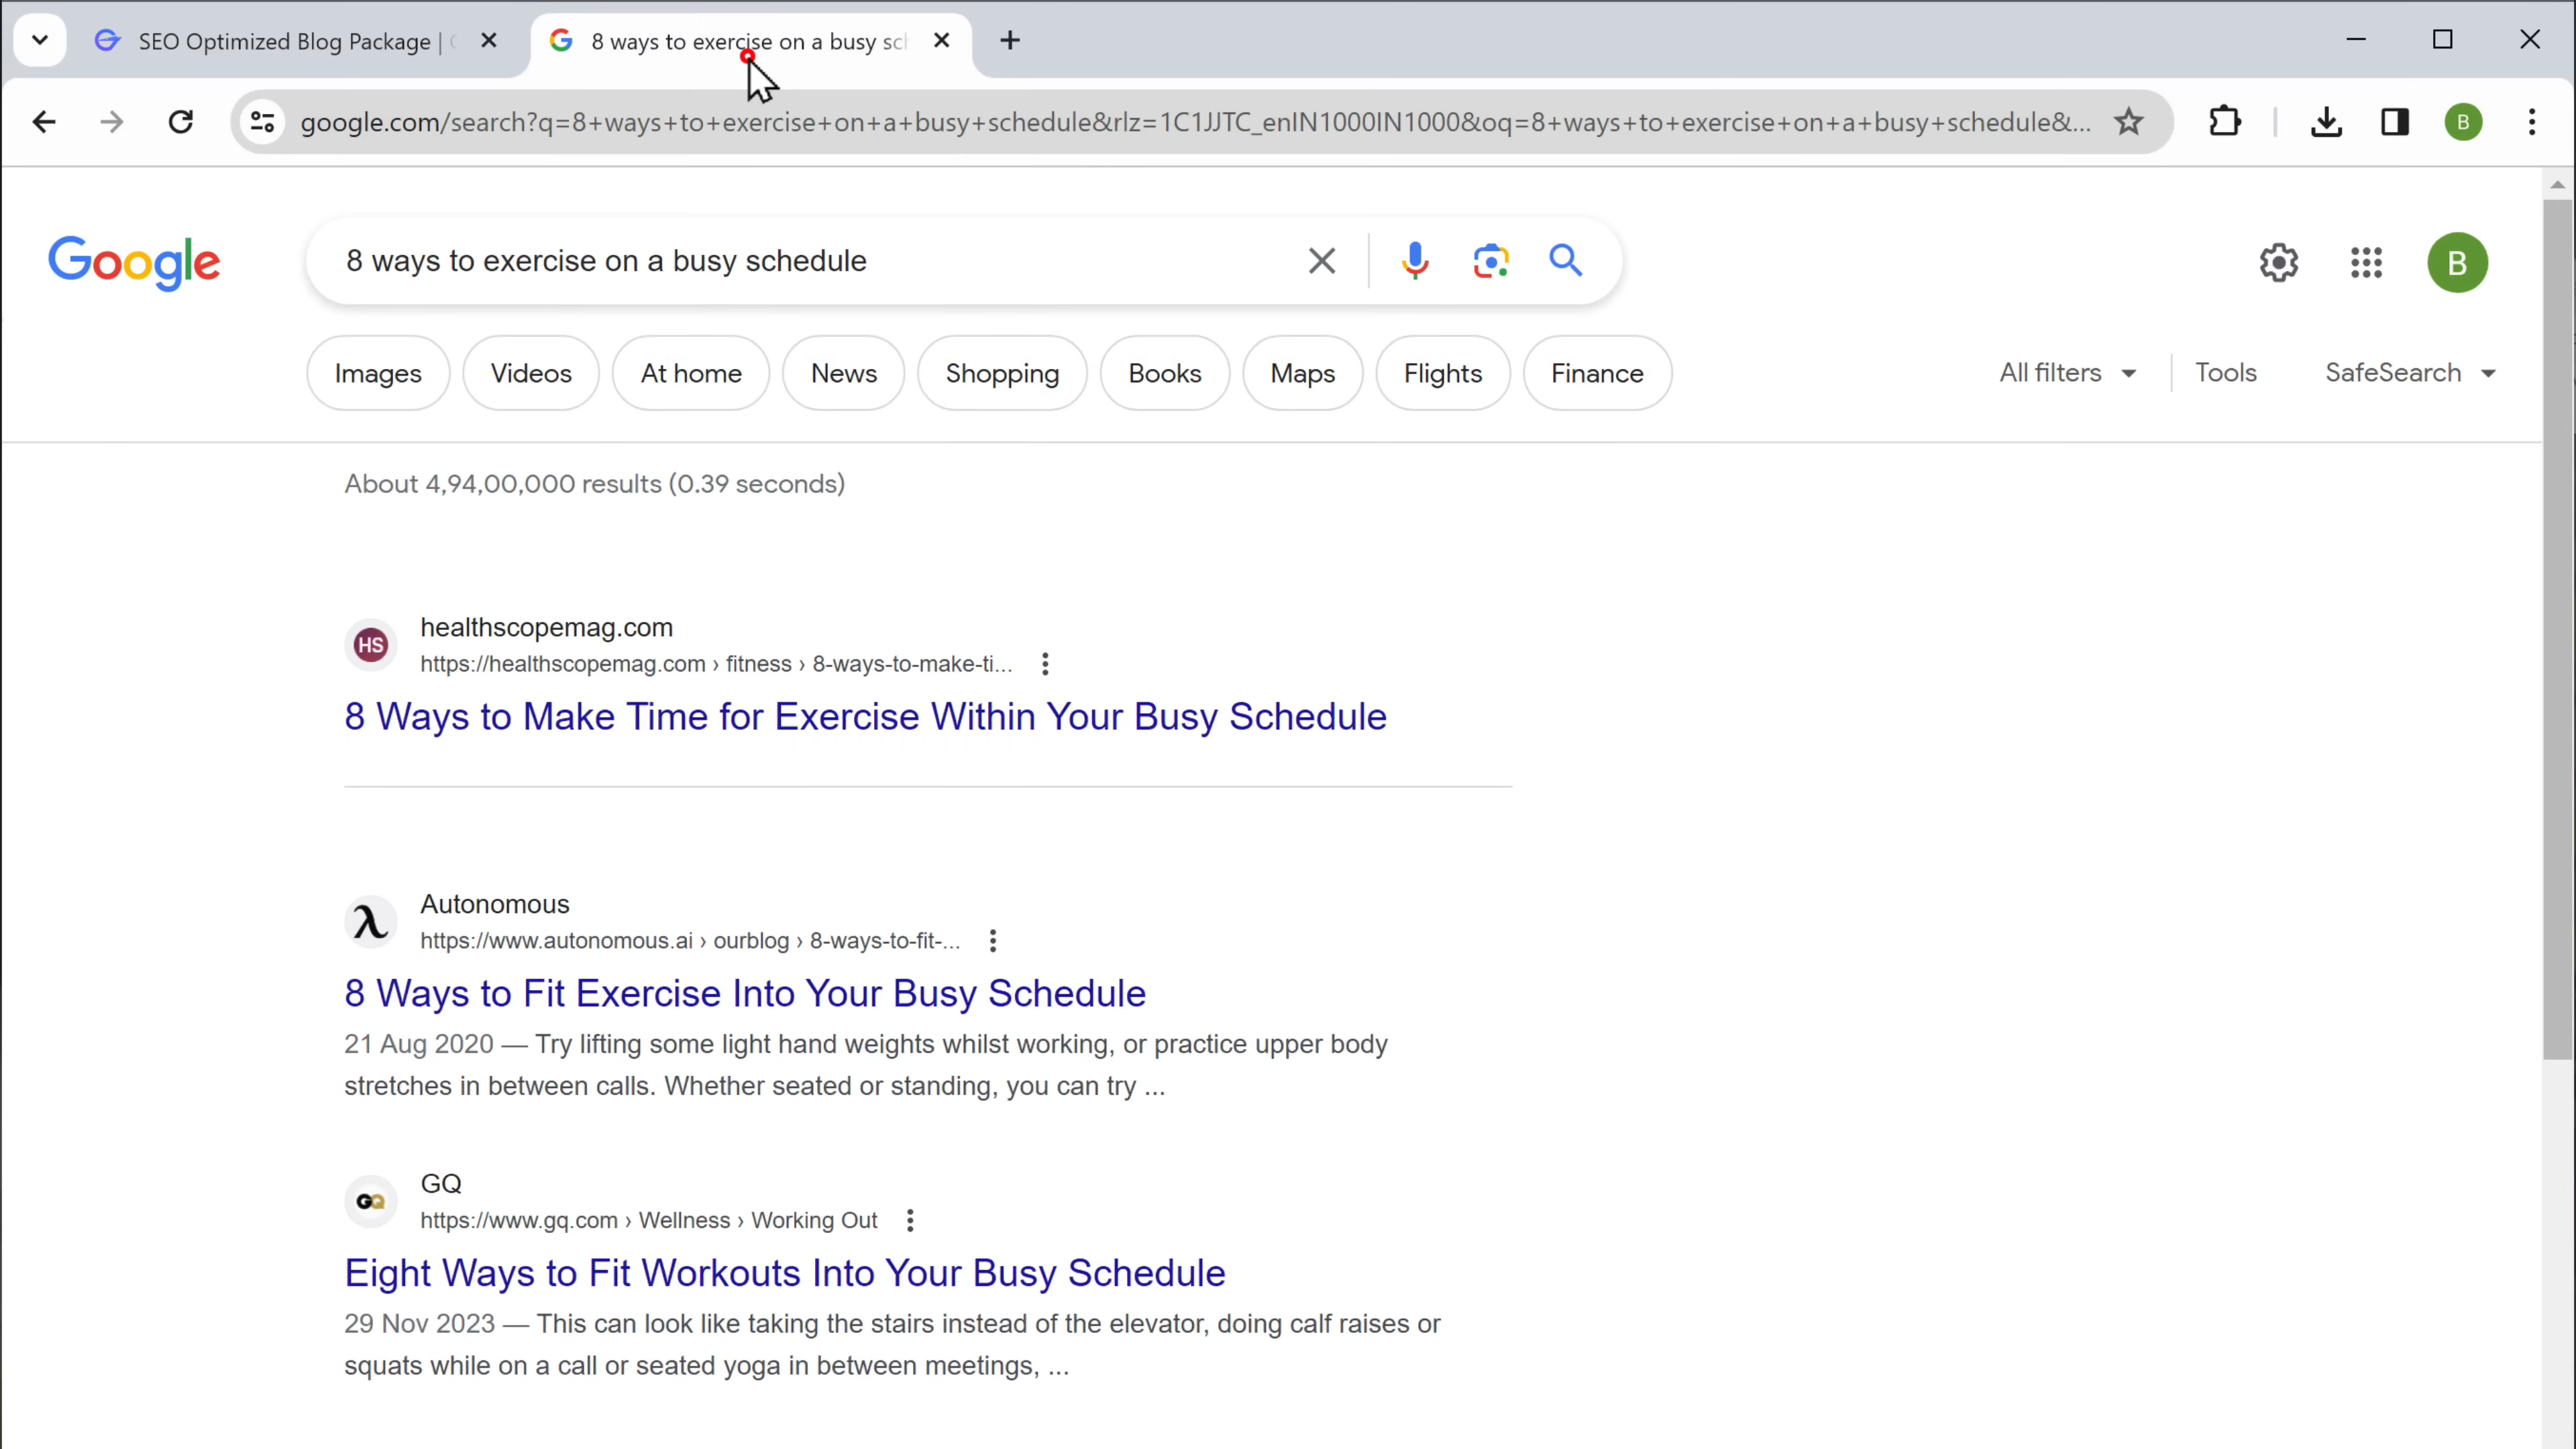 SEO Optimized Blog Package |
8 ways to exercise on a busy sch
google.com/search?q=8+ways+to+exercise+on+a+busy+schedule&rlz=1C1JJTC_enIN1000IN1000&oq=8+ways+to+exercise+on+a+busy+schedule&...
B
Google
8 ways to exercise on a busy schedule
B
Images
Videos
At home
News
Shopping
Books
Maps
Flights
Finance
All filters
Tools
SafeSearch
About 4,94,00,000 results (0.39 seconds)
HS
healthscopemag.com
https://healthscopemag.com › fitness › 8-ways-to-make-ti...
8 Ways to Make Time for Exercise Within Your Busy Schedule
Autonomous
https://www.autonomous.ai › ourblog › 8-ways-to-fit-...
8 Ways to Fit Exercise Into Your Busy Schedule
21 Aug 2020 — Try lifting some light hand weights whilst working, or practice upper body
stretches in between calls. Whether seated or standing, you can try ...
GQ
GQ
https://www.gq.com › Wellness › Working Out
Eight Ways to Fit Workouts Into Your Busy Schedule
29 Nov 2023 — This can look like taking the stairs instead of the elevator, doing calf raises or
squats while on a call or seated yoga in between meetings, ...